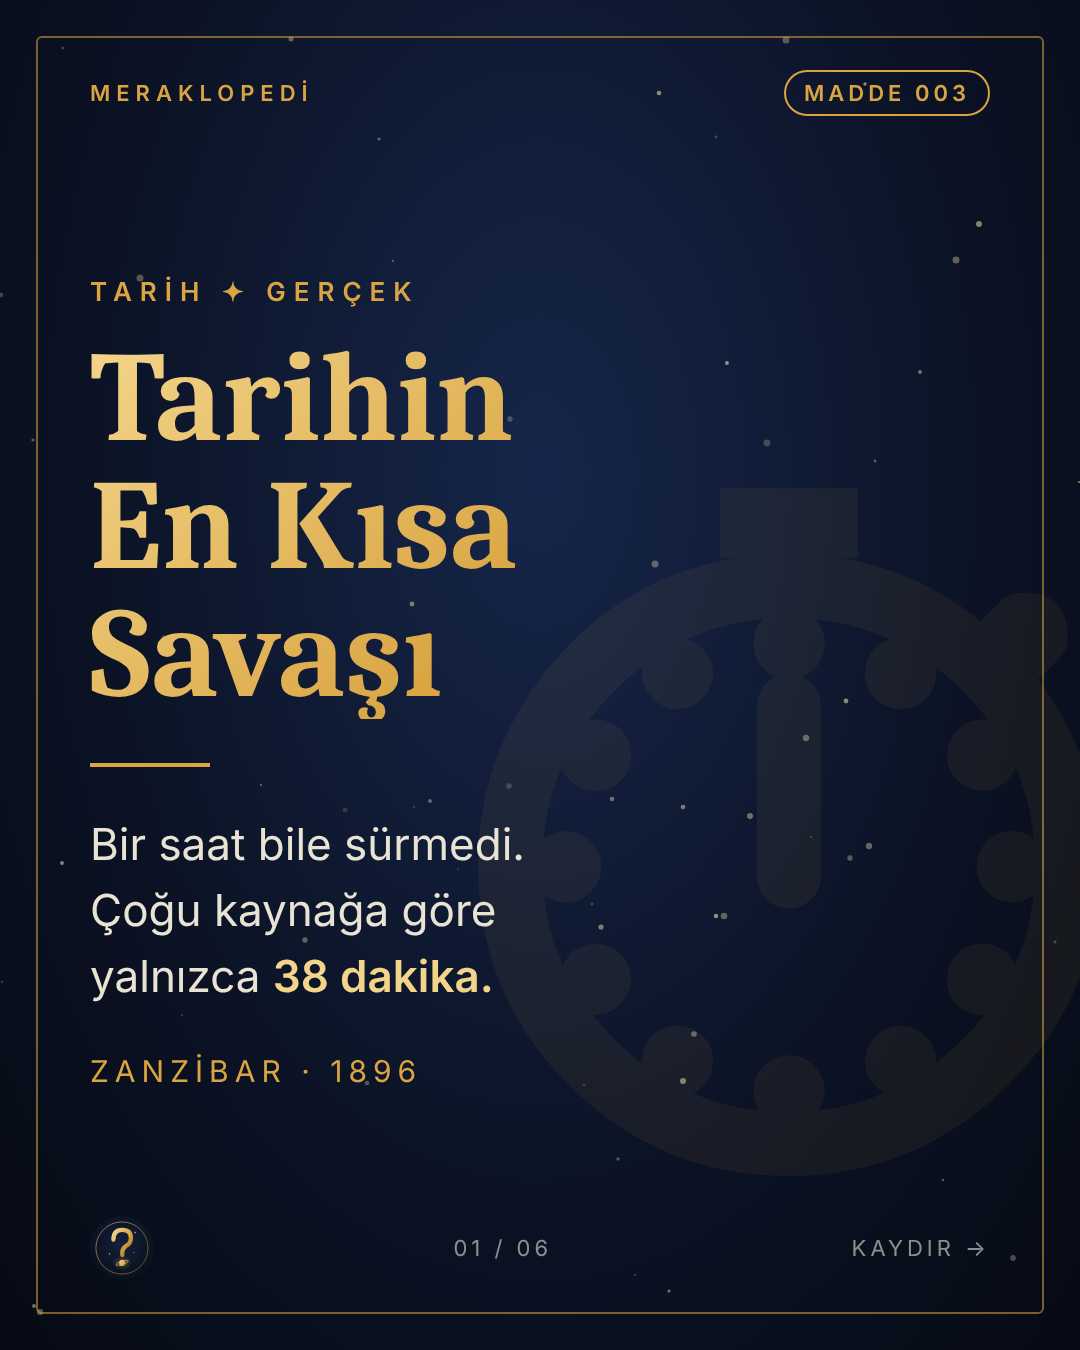 MERAKLOPEDİ
MADDE 003
TARİH ✦ GERÇEK
Tarihin
En Kısa
Savaşı
Bir saat bile sürmedi.
Çoğu kaynağa göre
yalnızca 38 dakika.
ZANZİBAR · 1896
?
01 / 06
KAYDIR →